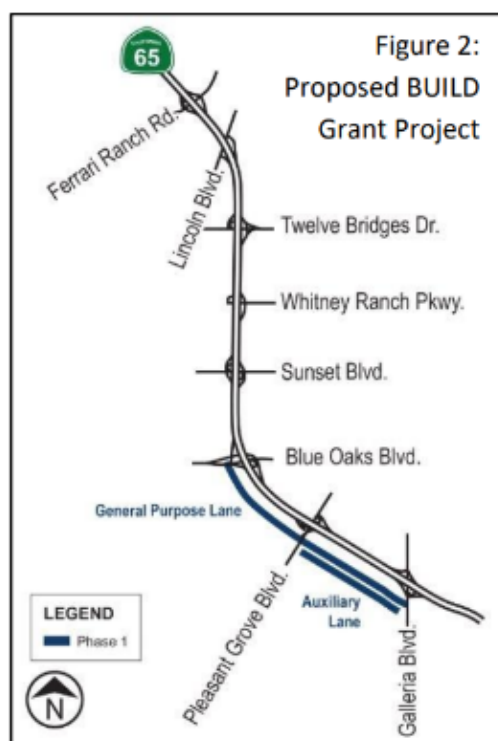 Figure 2:
Proposed BUILD
Grant Project
CALIFORNIA
65
Ferrari Ranch Rd.
Lincoln Blvd.
Twelve Bridges Dr.
Whitney Ranch Pkwy.
Sunset Blvd.
Blue Oaks Blvd.
General Purpose Lane
Pleasant Grove Blvd.
Auxiliary
Lane
Galleria Blvd.
LEGEND
Phase 1
N